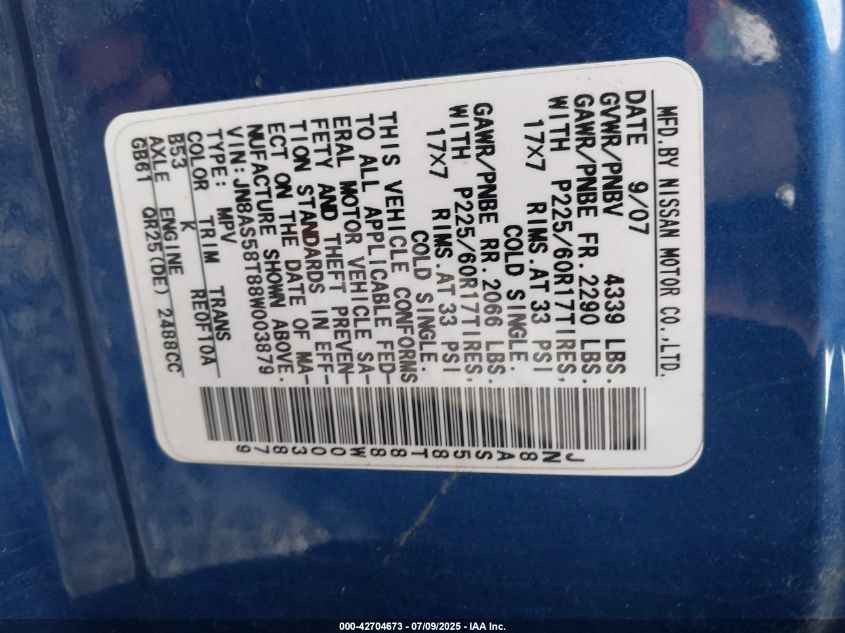 MFD.BY NISSAN MOTOR CO.,LTD.
DATE 9/07
GVWR/PNBV 4339 LBS.
GAWR/PNBE FR.2290 LBS.
WITH P225/60R17TIRES,
17X7 RIMS.AT 33 PSI
COLD SINGLE.
GAWR/PNBE RR.2066 LBS.
WITH P225/60R17TIRES,
17X7 RIMS.AT 33 PSI
COLD SINGLE.
THIS VEHICLE CONFORMS
TO ALL APPLICABLE FED-
ERAL MOTOR VEHICLE SA-
FETY AND THEFT PREVEN-
TION STANDARDS IN EFF-
ECT ON THE DATE OF MA-
NUFACTURE SHOWN ABOVE.
VIN:JN8AS58T88W003879
TYPE: MPV
COLOR TRIM TRANS
B53 K RE0F10A
AXLE ENGINE
GB61 QR25(DE) 2488CC
JN8AS58T88W003879
000-42704673 - 07/09/2025 - IAA Inc.